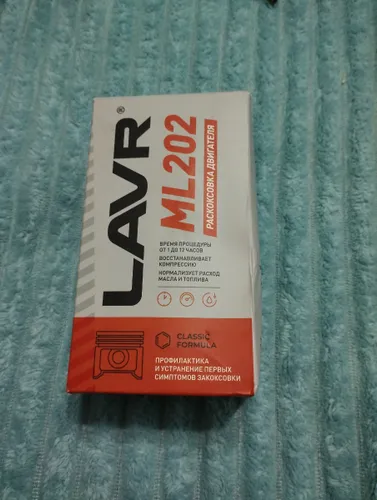 LAVR®
ML202
РАСКОКСОВКА ДВИГАТЕЛЯ
ВРЕМЯ ПРОЦЕДУРЫ
ОТ 1 ДО 12 ЧАСОВ
ВОССТАНАВЛИВАЕТ
КОМПРЕССИЮ
НОРМАЛИЗУЕТ РАСХОД
МАСЛА И ТОПЛИВА
CLASSIC
FORMULA
ПРОФИЛАКТИКА
И УСТРАНЕНИЕ ПЕРВЫХ
СИМПТОМОВ ЗАКОКСОВКИ